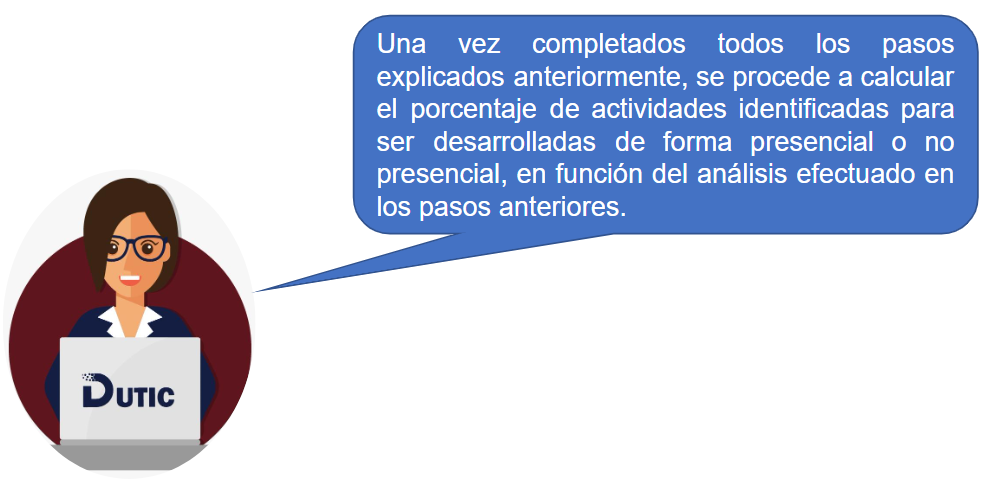 Una vez completados todos los pasos
explicados anteriormente, se procede a calcular
el porcentaje de actividades identificadas para
ser desarrolladas de forma presencial o no
presencial, en función del análisis efectuado en
los pasos anteriores.
DUTIC